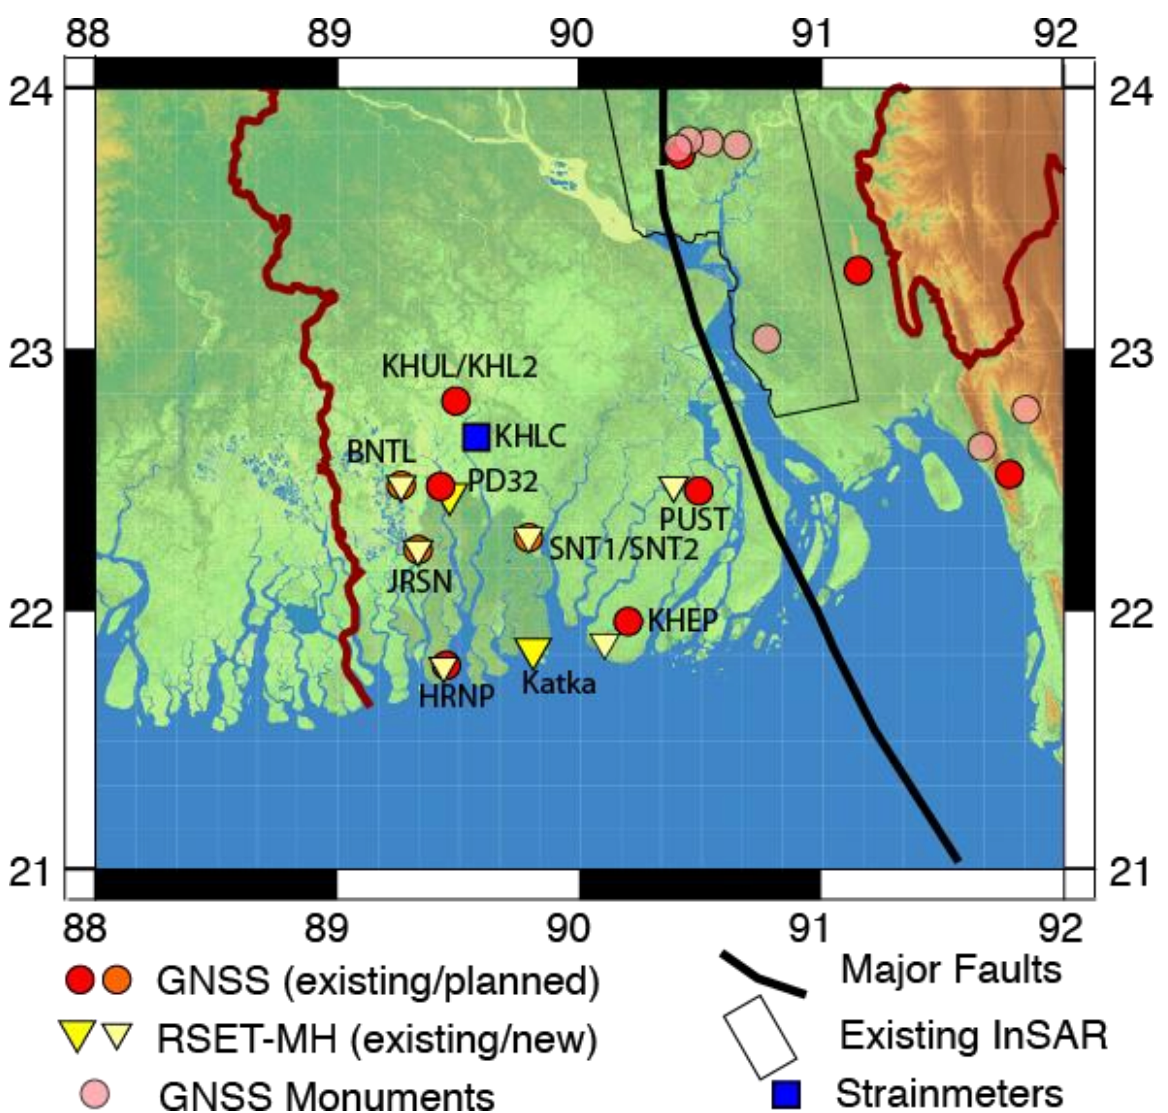 88 89 90 91 92
24 24
23 23
KHUL/KHL2
KHLC
BNTL
PD32
PUST
SNT1/SNT2
JRSN
22 22
KHEP
Katka
HRNP
21 21
88 89 90 91 92
GNSS (existing/planned)
Major Faults
RSET-MH (existing/new)
Existing InSAR
GNSS Monuments
Strainmeters